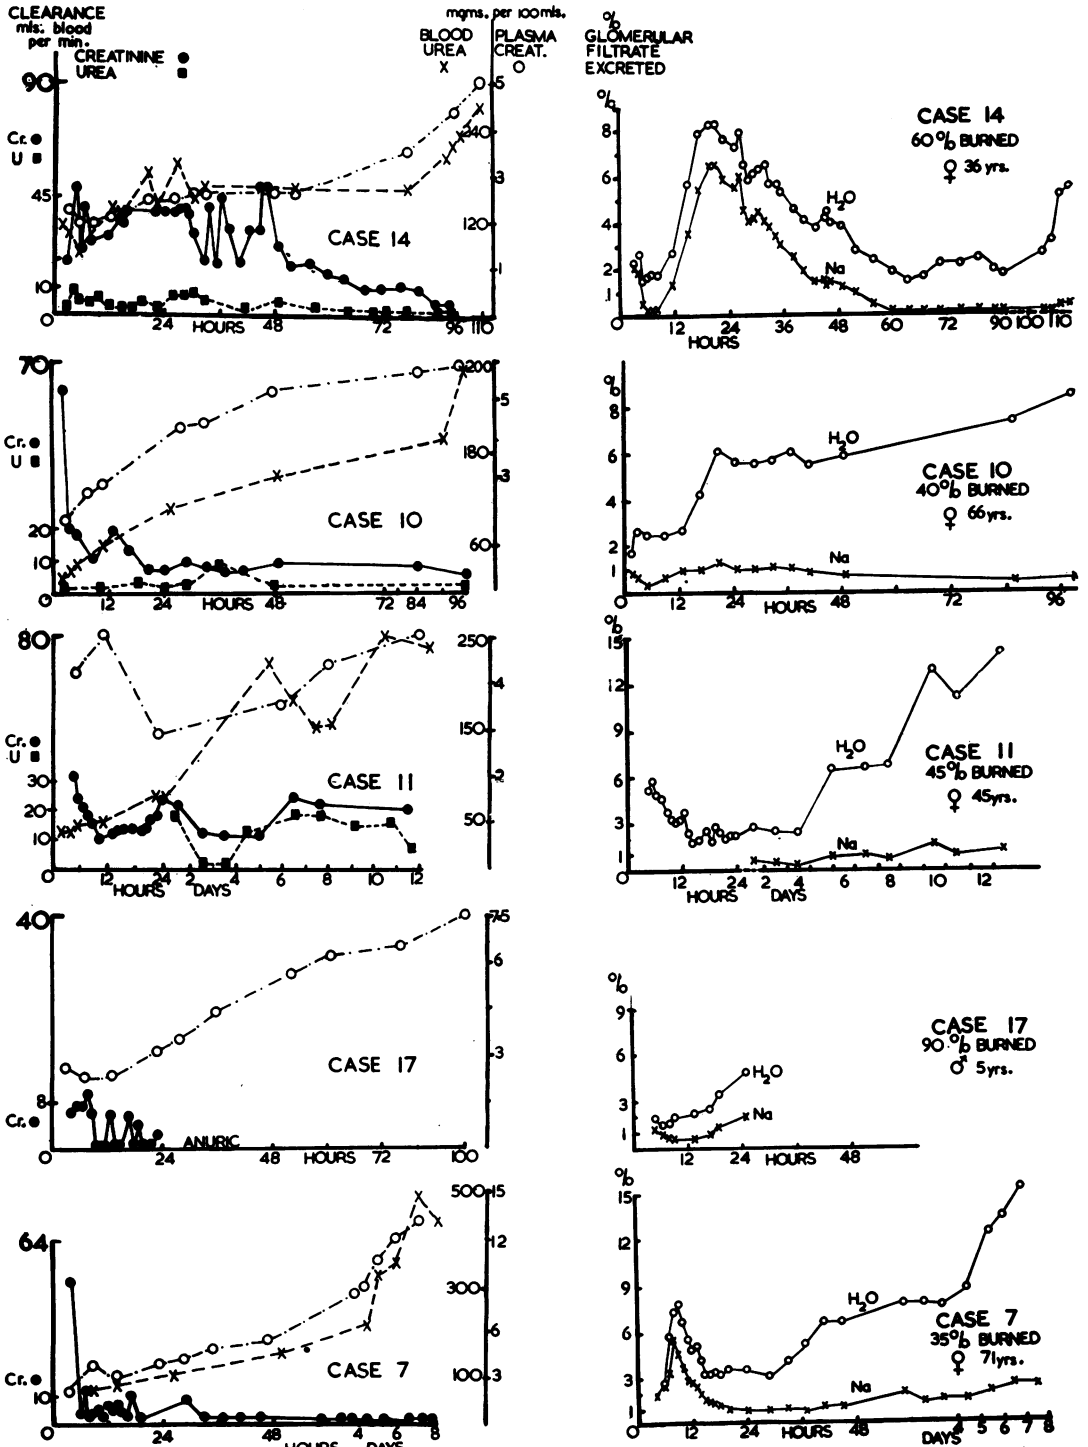 CLEARANCE
mls. blood
per min.
CREATININE ●
UREA ■
mgms. per 100mls.
BLOOD UREA
X
PLASMA CREAT.
O
90
Cr. ●
U ■
45
10
0
5
240
3
120
1
CASE 14
24 HOURS 48 72 96 110
%
GLOMERULAR
FILTRATE
EXCRETED
%
8
6
4
2
1
0
CASE 14
60% BURNED
♀ 36 yrs.
H₂O
Na
12 24 36 48 60 72 90 100 110
HOURS
70
Cr. ●
U ■
20
10
0
200
5
180
3
60
CASE 10
12 24 HOURS 48 72 84 96
%
8
6
4
2
1
0
H₂O
CASE 10
40% BURNED
♀ 66 yrs.
Na
12 24 HOURS 48 72 96
80
Cr. ●
U ■
30
20
10
0
250
4
150
2
50
CASE 11
12 24 2 4 6 8 10 12
HOURS DAYS
%
15
12
9
6
3
1
0
H₂O
CASE 11
45% BURNED
♀ 45 yrs.
Na
12 24 2 4 6 8 10 12
HOURS DAYS
40
8
Cr. ●
7.5
6
3
CASE 17
ANURIC
0 24 48 HOURS 72 100
%
9
6
3
1
0
CASE 17
90% BURNED
♂ 5 yrs.
H₂O
Na
12 24 HOURS 48
64
Cr. ●
10
500 15
12
300
6
100 3
CASE 7
0 24 48 4 6 8
HOURS DAYS
%
15
12
9
6
3
1
0
H₂O
CASE 7
35% BURNED
♀ 71 yrs.
Na
12 24 HOURS 48 4 5 6 7 8
DAYS